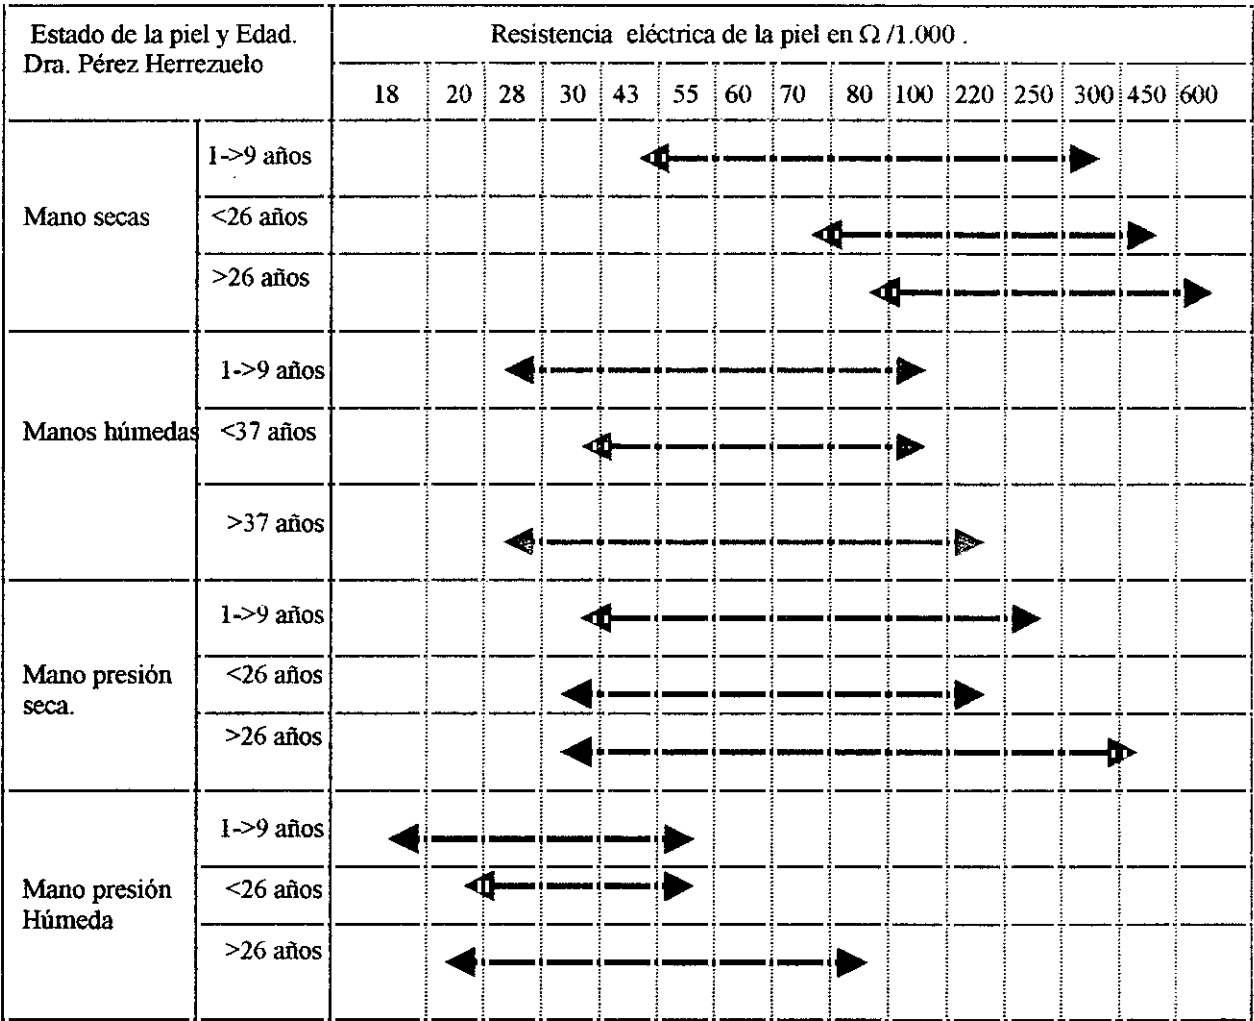 Estado de la piel y Edad.
Dra. Pérez Herrezuelo
Resistencia eléctrica de la piel en Ω /1.000 .
18 20 28 30 43 55 60 70 80 100 220 250 300 450 600
Mano secas
1->9 años
<26 años
>26 años
Manos húmedas
1->9 años
<37 años
>37 años
Mano presión
seca.
1->9 años
<26 años
>26 años
Mano presión
Húmeda
1->9 años
<26 años
>26 años